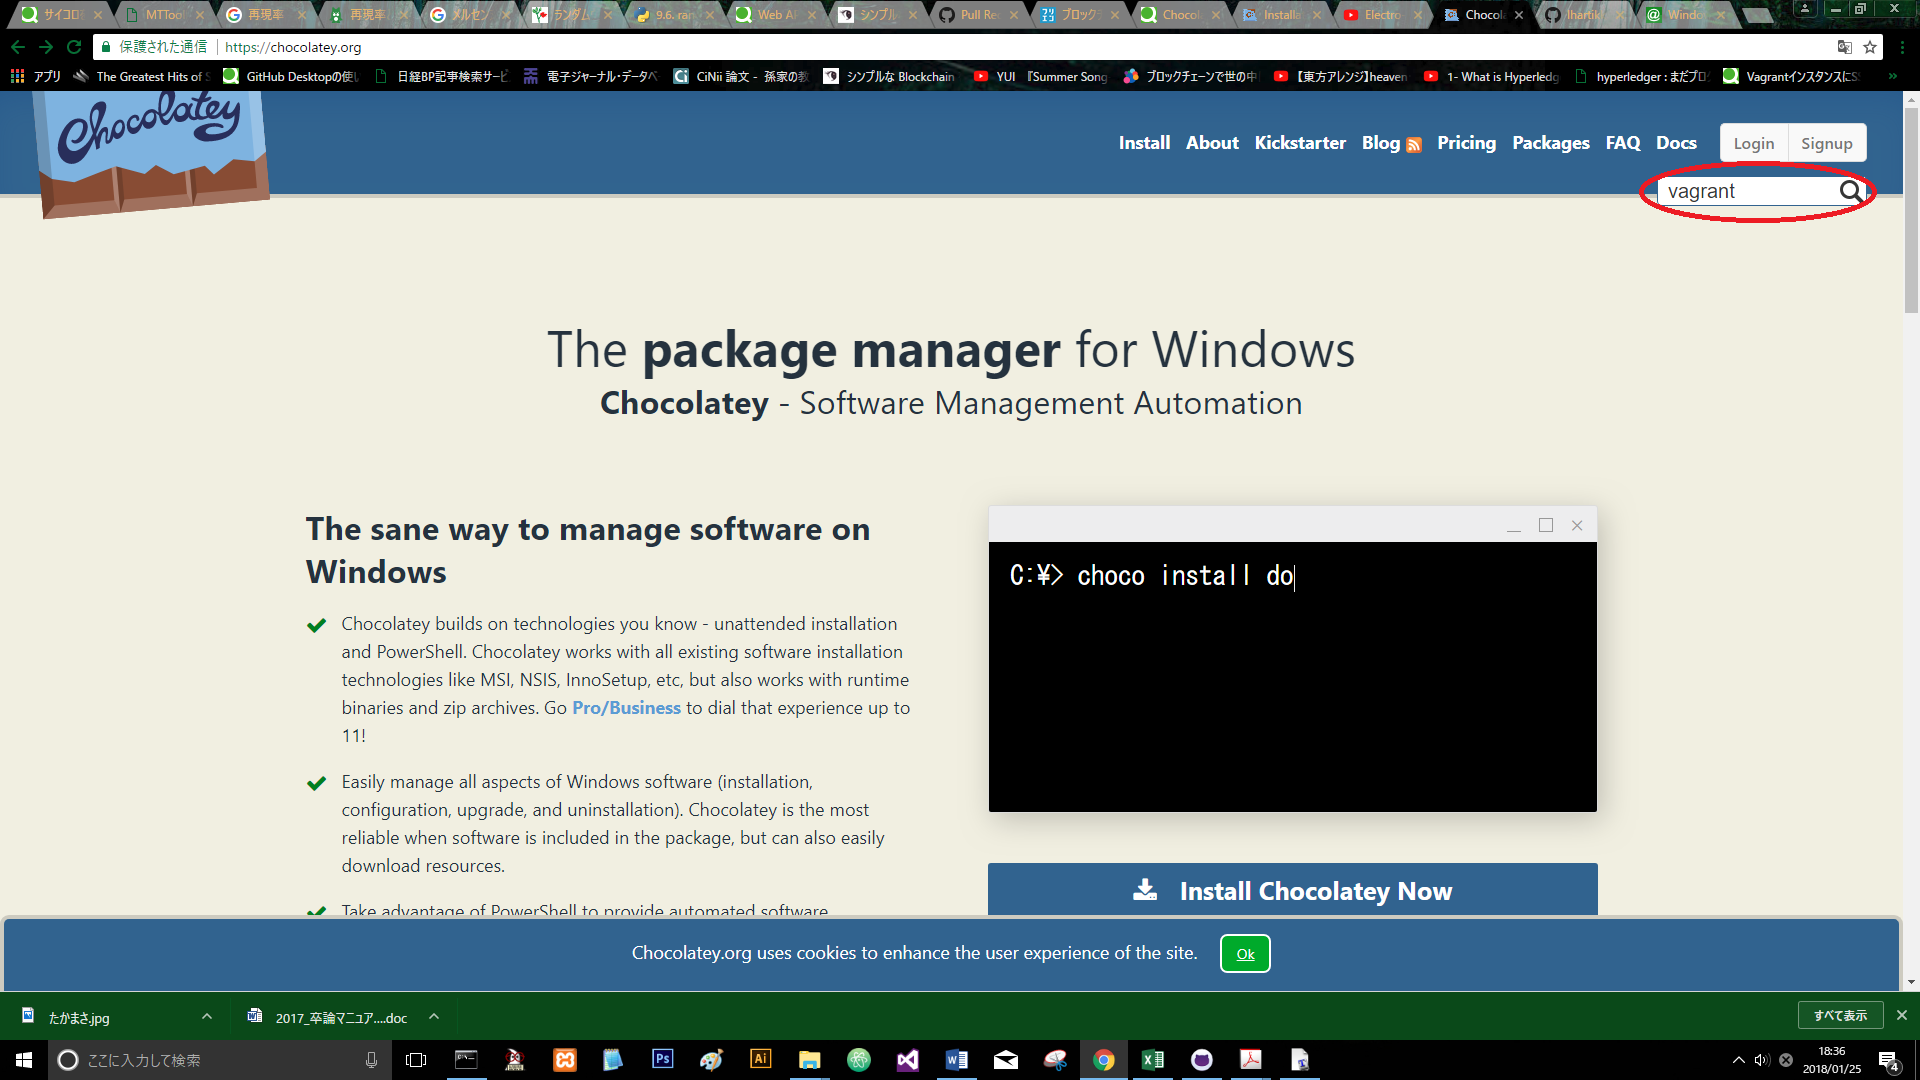 サイコロ
MTToo
再現率
再現率
メルセン
ランダム
9.6. ran
Web A
シンプル
Pull Re
ブロック
Chocol
Installa
Electro
Chocol
lhartik
Windo
保護された通信 https://chocolatey.org
アプリ The Greatest Hits of S GitHub Desktopの使い 日経BP記事検索サービ 電子ジャーナル・データベ CiNii 論文 - 孫家の教 シンプルな Blockchain YUI 『Summer Song ブロックチェーンで世の中 【東方アレンジ】heaven 1- What is Hyperledg hyperledger : まだプロ VagrantインスタンスにS
Chocolatey
Install About Kickstarter Blog Pricing Packages FAQ Docs Login Signup
vagrant
The package manager for Windows
Chocolatey - Software Management Automation
The sane way to manage software on
Windows
Chocolatey builds on technologies you know - unattended installation
and PowerShell. Chocolatey works with all existing software installation
technologies like MSI, NSIS, InnoSetup, etc, but also works with runtime
binaries and zip archives. Go Pro/Business to dial that experience up to
11!
Easily manage all aspects of Windows software (installation,
configuration, upgrade, and uninstallation). Chocolatey is the most
reliable when software is included in the package, but can also easily
download resources.
Take advantage of PowerShell to provide automated software
C:¥> choco install do
Install Chocolatey Now
Chocolatey.org uses cookies to enhance the user experience of the site. Ok
たかまさ.jpg
2017_卒論マニュア....doc
すべて表示
ここに入力して検索
Ps
Ai
18:36
2018/01/25
4